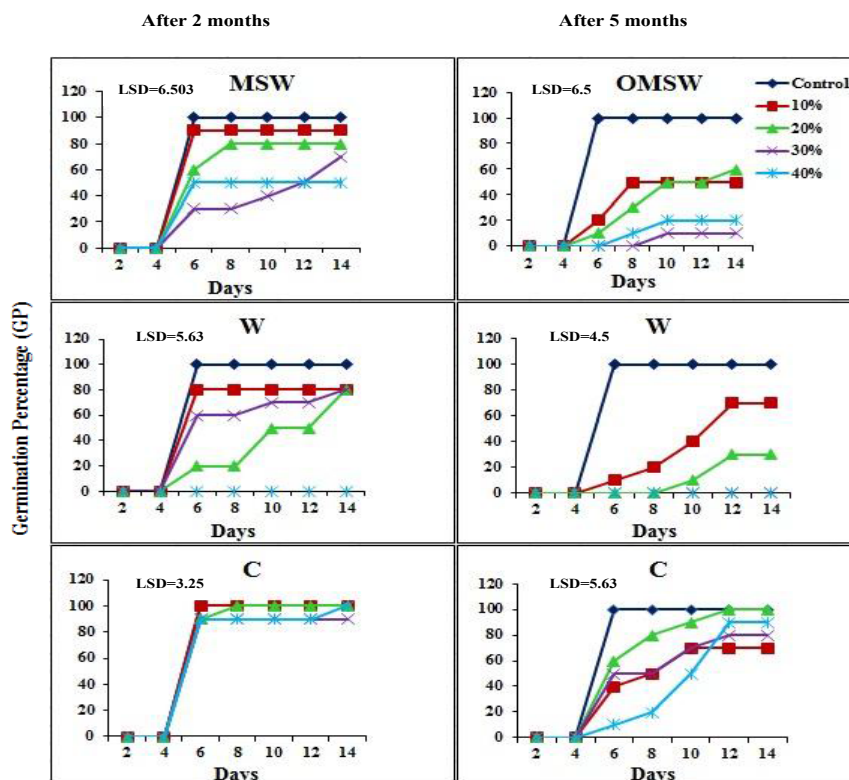 After 2 months After 5 months
MSW
LSD=6.503
120
100
80
60
40
20
0
2 4 6 8 10 12 14
Days
OMSW
LSD=6.5
120
100
80
60
40
20
0
2 4 6 8 10 12 14
Days
Control
10%
20%
30%
40%
Germination Percentage (GP)
W
LSD=5.63
120
100
80
60
40
20
0
2 4 6 8 10 12 14
Days
W
LSD=4.5
120
100
80
60
40
20
0
2 4 6 8 10 12 14
Days
C
LSD=3.25
120
100
80
60
40
20
0
2 4 6 8 10 12 14
Days
C
LSD=5.63
120
100
80
60
40
20
0
2 4 6 8 10 12 14
Days